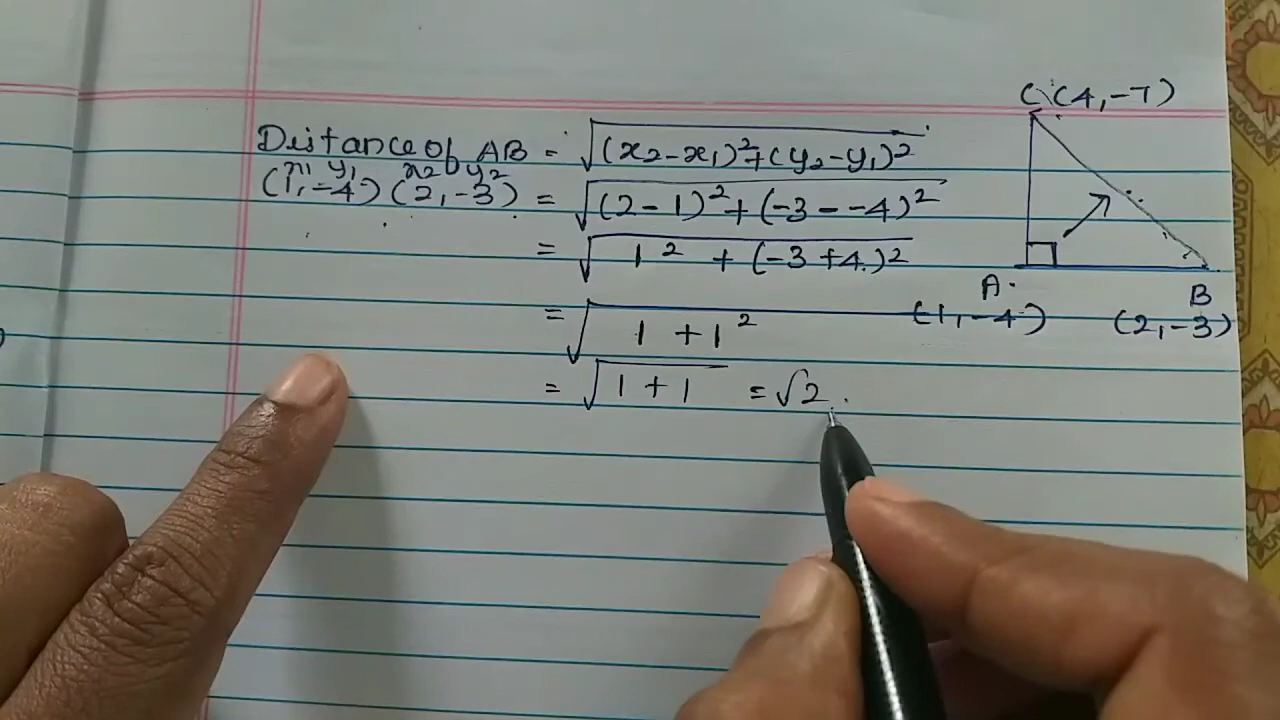 C (4,-7)
Distance of AB = √(x₂-x₁)²+(y₂-y₁)²
x₁ y₁ x₂ y₂
(1,-4) (2,-3) = √(2-1)²+(-3--4)²
= √1²+(-3+4)²
A B
(1,-4) (2,-3)
= √1+1²
= √1+1 = √2.